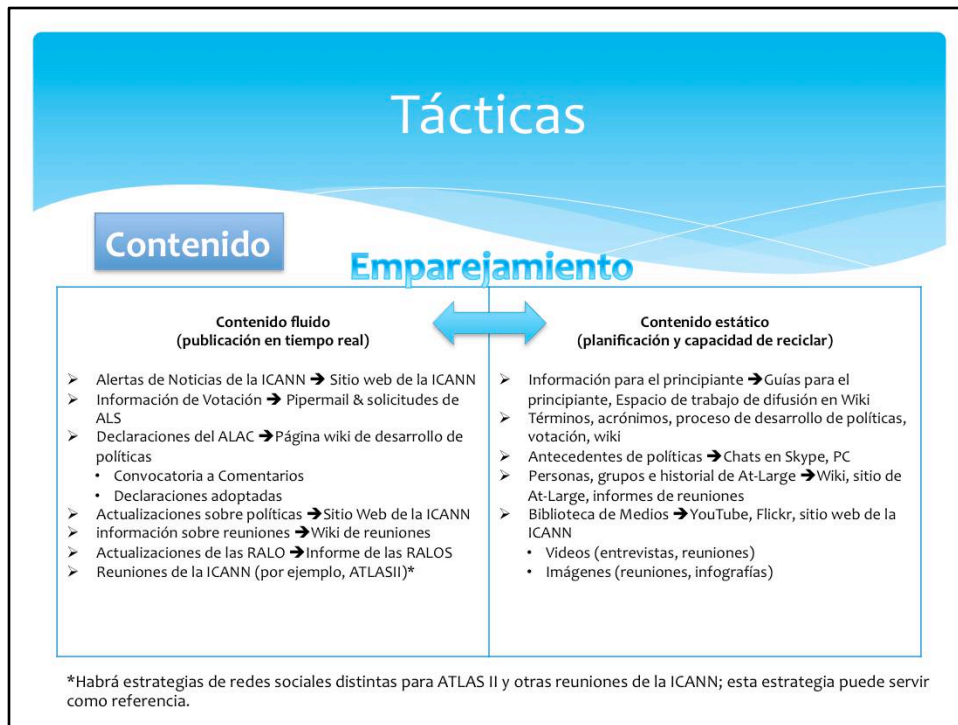 Tácticas
Contenido
Emparejamiento
Contenido fluido
(publicación en tiempo real)
➢ Alertas de Noticias de la ICANN ➔ Sitio web de la ICANN
➢ Información de Votación ➔ Pipermail & solicitudes de
ALS
➢ Declaraciones del ALAC ➔Página wiki de desarrollo de
políticas
• Convocatoria a Comentarios
• Declaraciones adoptadas
➢ Actualizaciones sobre políticas ➔Sitio Web de la ICANN
➢ información sobre reuniones ➔Wiki de reuniones
➢ Actualizaciones de las RALO ➔Informe de las RALOS
➢ Reuniones de la ICANN (por ejemplo, ATLASII)*
Contenido estático
(planificación y capacidad de reciclar)
➢ Información para el principiante ➔Guías para el
principiante, Espacio de trabajo de difusión en Wiki
➢ Términos, acrónimos, proceso de desarrollo de políticas,
votación, wiki
➢ Antecedentes de políticas ➔Chats en Skype, PC
➢ Personas, grupos e historial de At-Large ➔Wiki, sitio de
At-Large, informes de reuniones
➢ Biblioteca de Medios ➔YouTube, Flickr, sitio web de la
ICANN
• Videos (entrevistas, reuniones)
• Imágenes (reuniones, infografías)
*Habrá estrategias de redes sociales distintas para ATLAS II y otras reuniones de la ICANN; esta estrategia puede servir
como referencia.